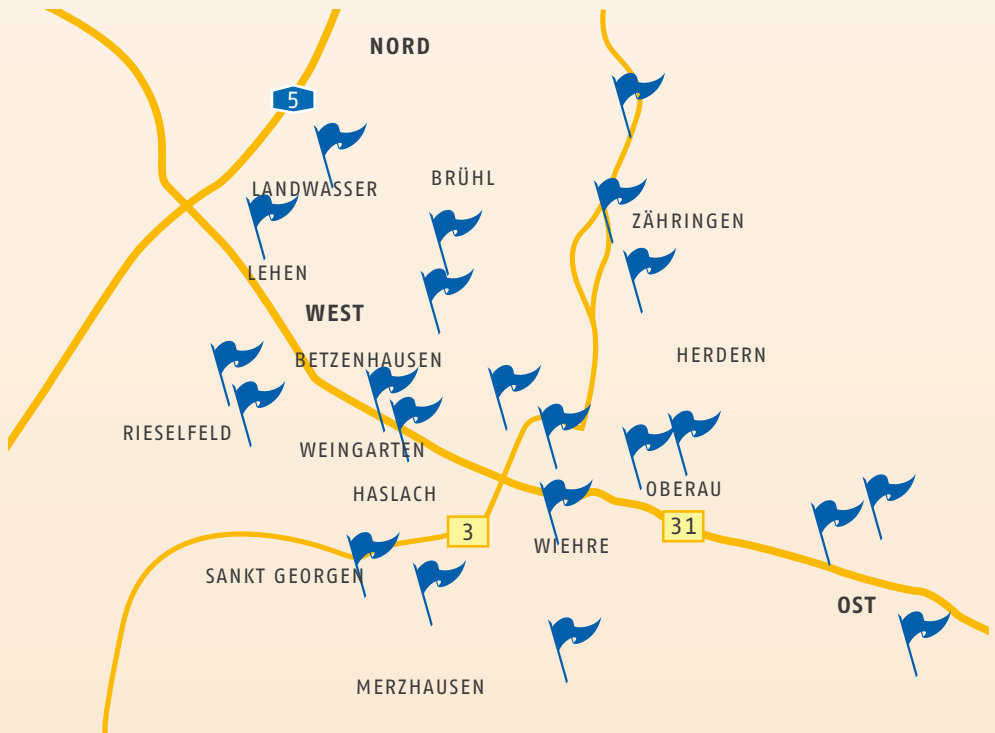 NORD
5
BRÜHL
LANDWASSER
ZÄHRINGEN
LEHEN
WEST
HERDERN
BETZENHAUSEN
RIESELFELD
WEINGARTEN
OBERAU
HASLACH
31
3
WIEHRE
SANKT GEORGEN
OST
MERZHAUSEN